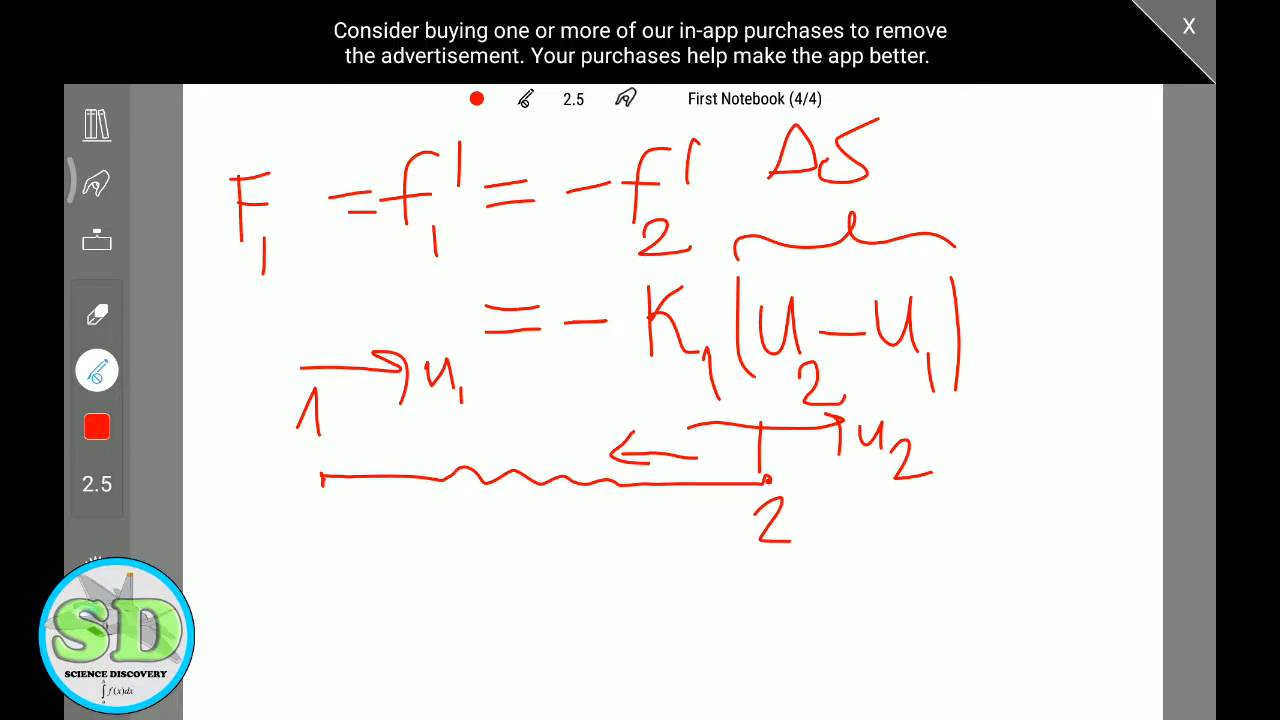 Consider buying one or more of our in-app purchases to remove
the advertisement. Your purchases help make the app better.
X
2.5
First Notebook (4/4)
ΔS
F₁ = f₁' = -f₂'
= - K₁ (u₂ - u₁)
u₁
1
u₂
2
2.5
SD
SCIENCE DISCOVERY
∫ f(x)dx